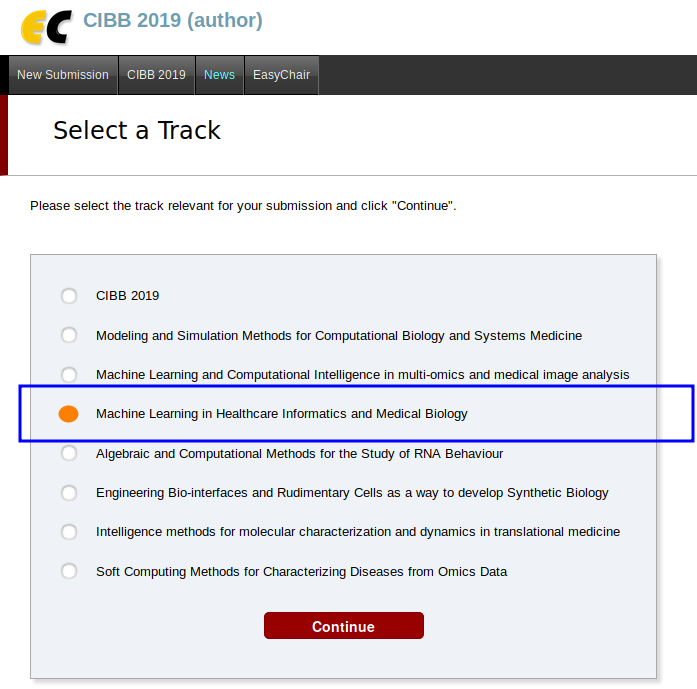 EC CIBB 2019 (author)
New Submission CIBB 2019 News EasyChair
Select a Track
Please select the track relevant for your submission and click "Continue".
CIBB 2019
Modeling and Simulation Methods for Computational Biology and Systems Medicine
Machine Learning and Computational Intelligence in multi-omics and medical image analysis
Machine Learning in Healthcare Informatics and Medical Biology
Algebraic and Computational Methods for the Study of RNA Behaviour
Engineering Bio-interfaces and Rudimentary Cells as a way to develop Synthetic Biology
Intelligence methods for molecular characterization and dynamics in translational medicine
Soft Computing Methods for Characterizing Diseases from Omics Data
Continue